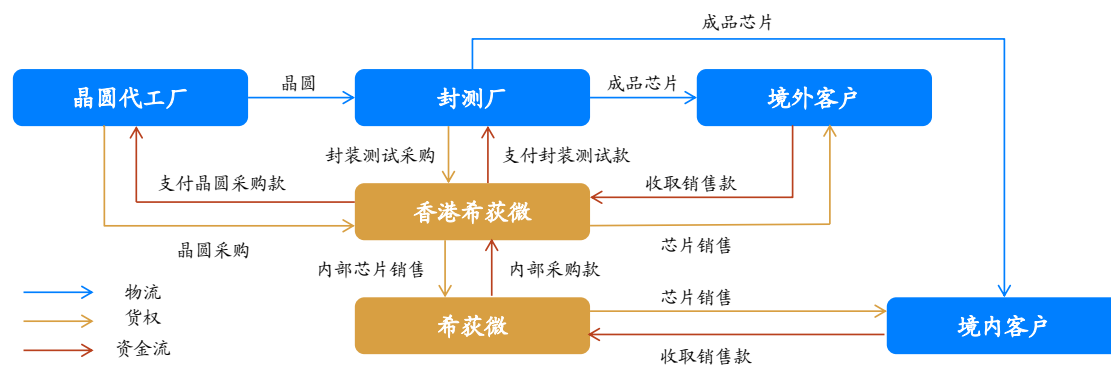 成品芯片
晶圆代工厂
晶圆
封测厂
成品芯片
境外客户
封装测试采购
支付封装测试款
支付晶圆采购款
收取销售款
香港希荻微
晶圆采购
芯片销售
内部芯片销售
内部采购款
物流
芯片销售
货权
希荻微
境内客户
资金流
收取销售款